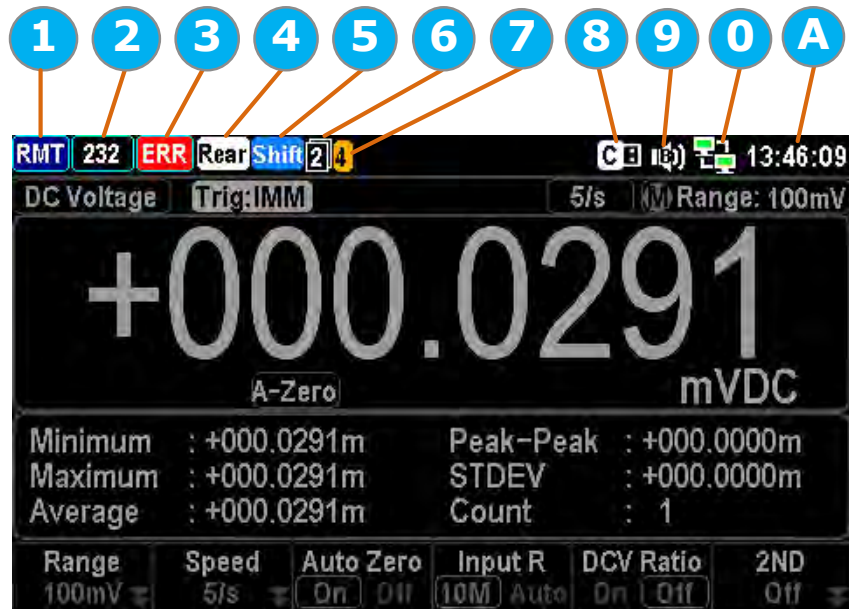 1 2 3 4 5 6 7 8 9 0 A
RMT 232 ERR Rear Shift 2 4 C 13:46:09
DC Voltage Trig:IMM 5/s M Range: 100mV
+000.0291
A-Zero mVDC
Minimum : +000.0291m Peak-Peak : +000.0000m
Maximum : +000.0291m STDEV : +000.0000m
Average : +000.0291m Count : 1
Range Speed Auto Zero Input R DCV Ratio 2ND
100mV 5/s On Off 10M Auto On Off Off